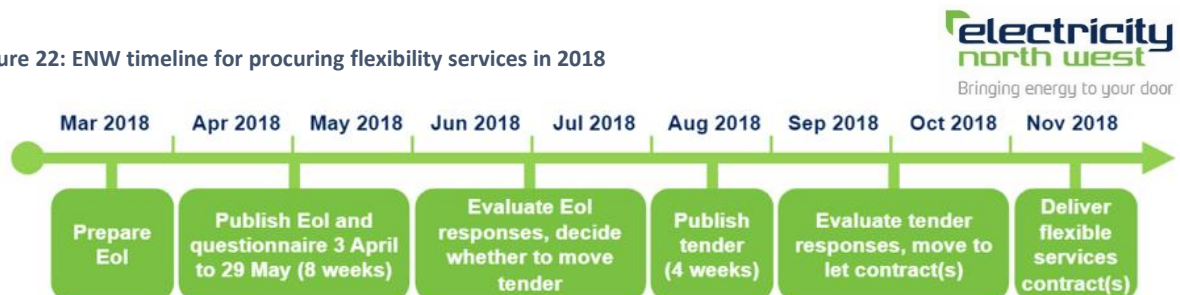 electricity
north west
Bringing energy to your door
ure 22: ENW timeline for procuring flexibility services in 2018
Mar 2018 Apr 2018 May 2018 Jun 2018 Jul 2018 Aug 2018 Sep 2018 Oct 2018 Nov 2018
Prepare
EoI
Publish EoI and
questionnaire 3 April
to 29 May (8 weeks)
Evaluate EoI
responses, decide
whether to move
tender
Publish
tender
(4 weeks)
Evaluate tender
responses, move to
let contract(s)
Deliver
flexible
services
contract(s)